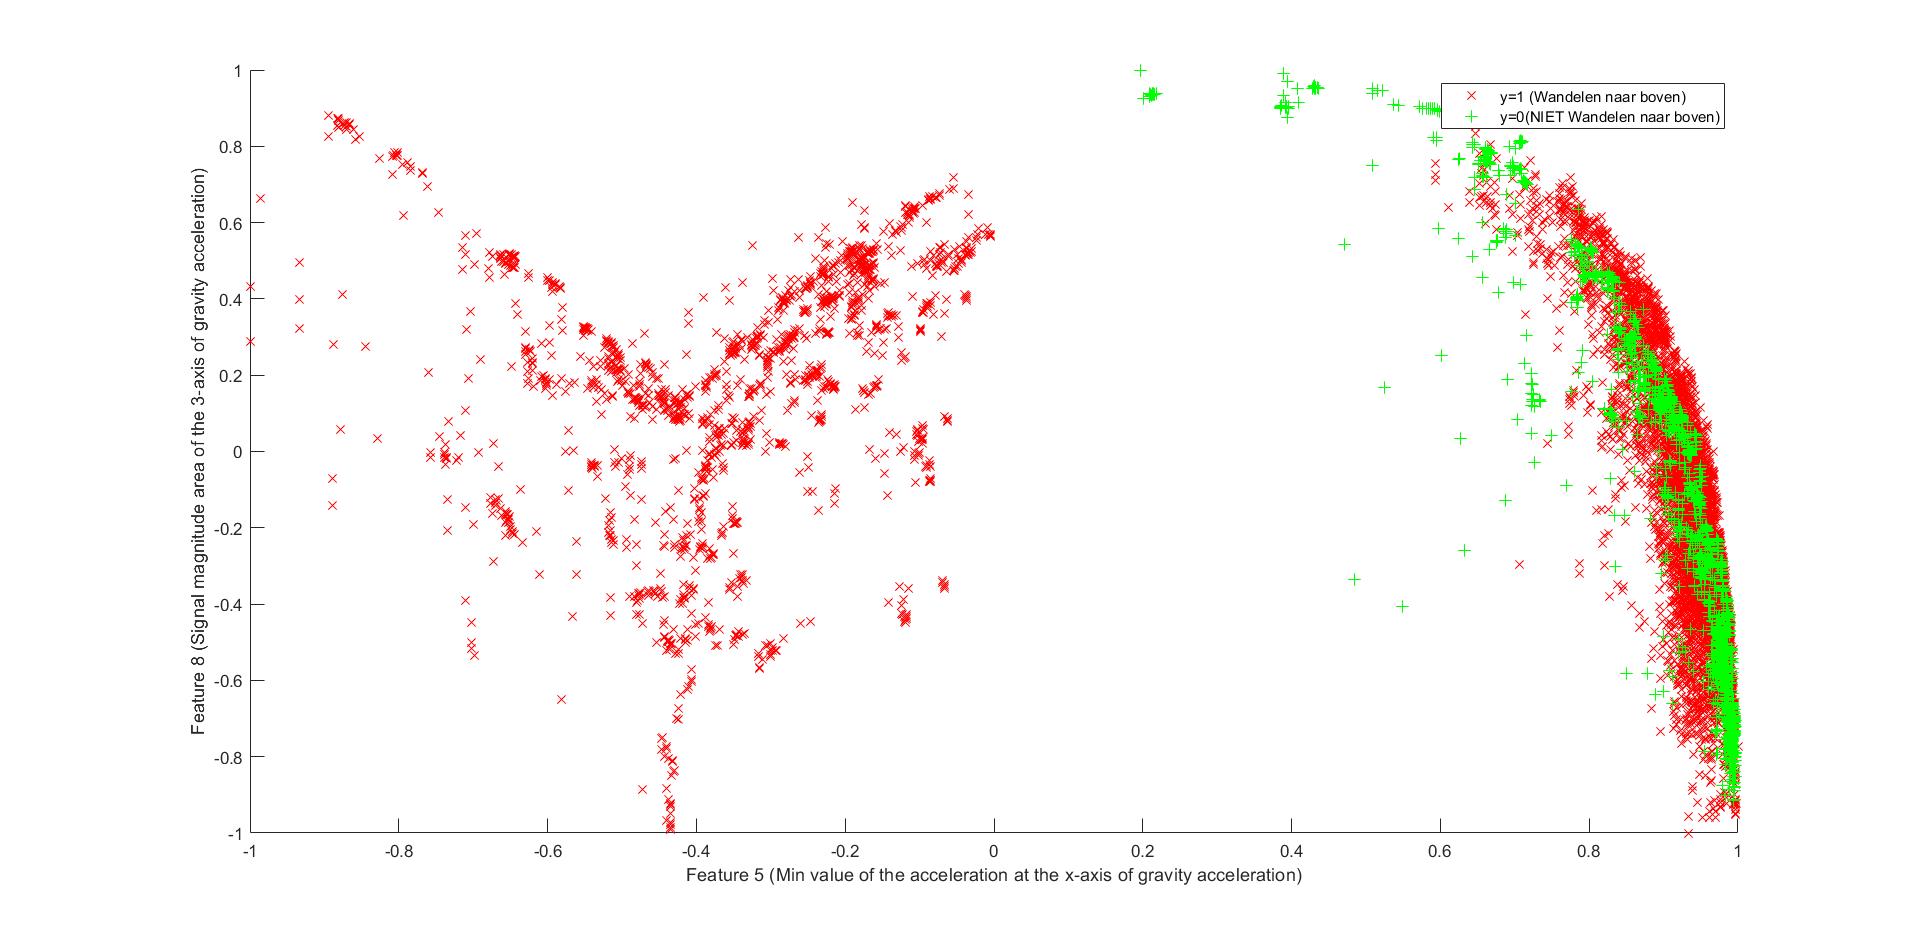 Feature 8 (Signal magnitude area of the 3-axis of gravity acceleration)
1
0.8
0.6
0.4
0.2
0
-0.2
-0.4
-0.6
-0.8
-1
y=1 (Wandelen naar boven)
y=0(NIET Wandelen naar boven)
-1 -0.8 -0.6 -0.4 -0.2 0 0.2 0.4 0.6 0.8 1
Feature 5 (Min value of the acceleration at the x-axis of gravity acceleration)